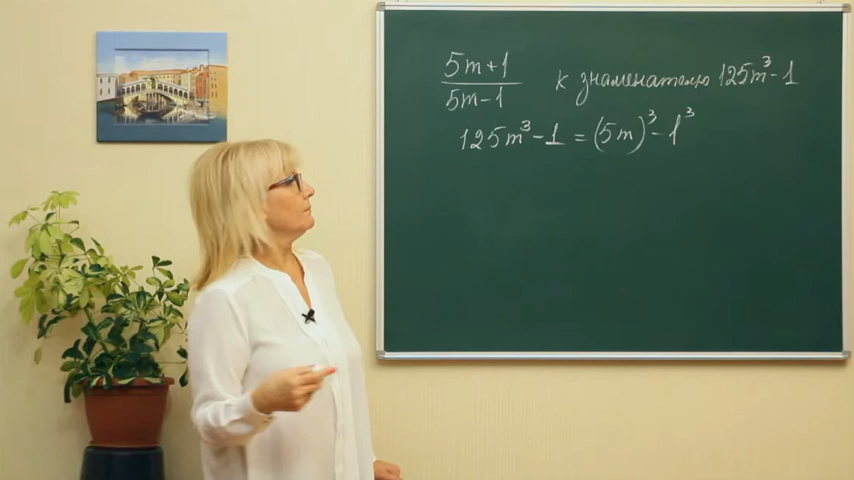 5m+1
5m-1 к знаменателю 125m³-1
125m³-1 = (5m)³-1³